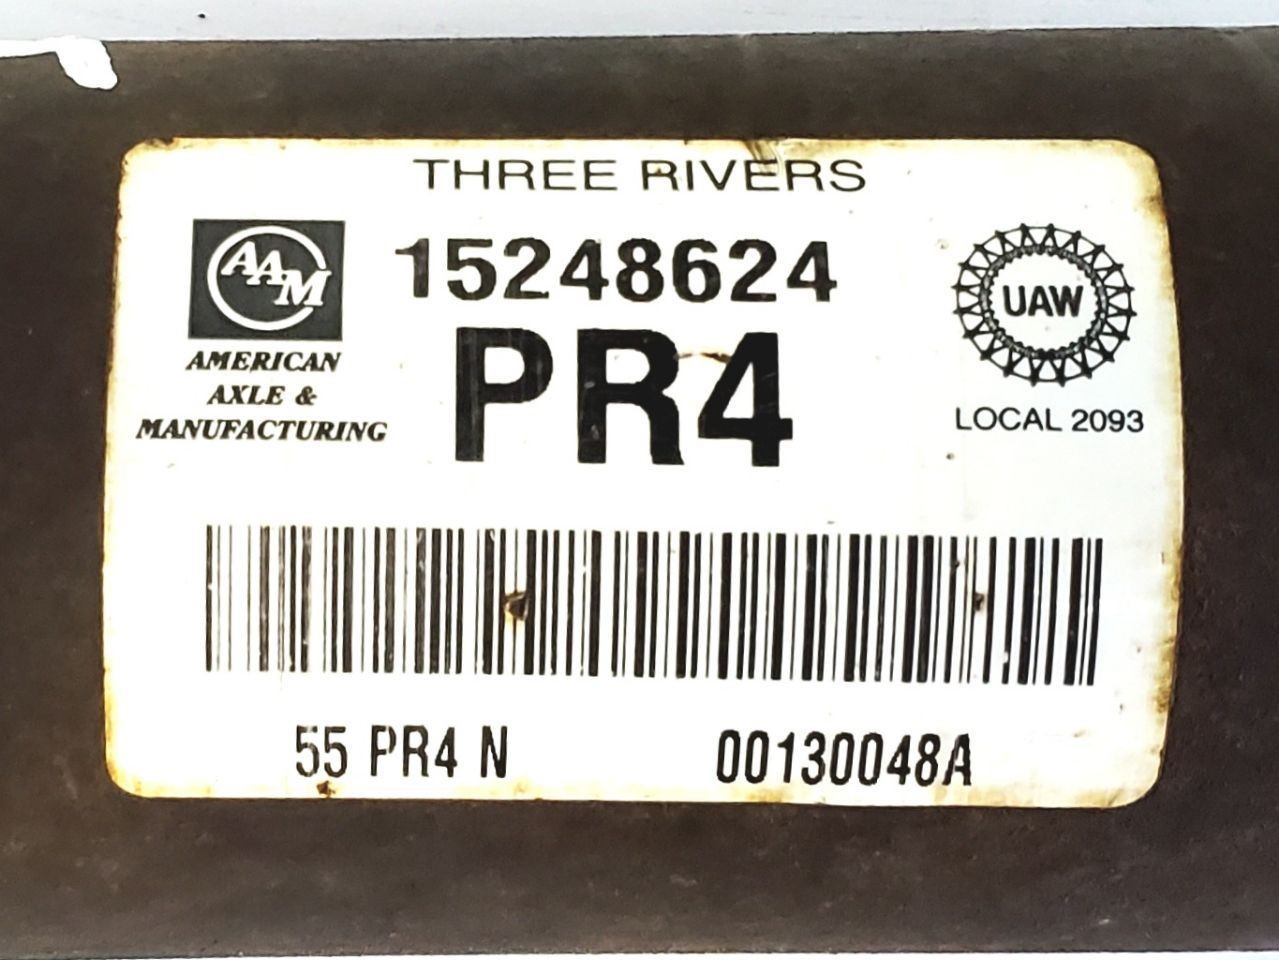 THREE RIVERS
AAM
15248624
UAW
AMERICAN
AXLE &
MANUFACTURING
PR4
LOCAL 2093
55 PR4 N
00130048A